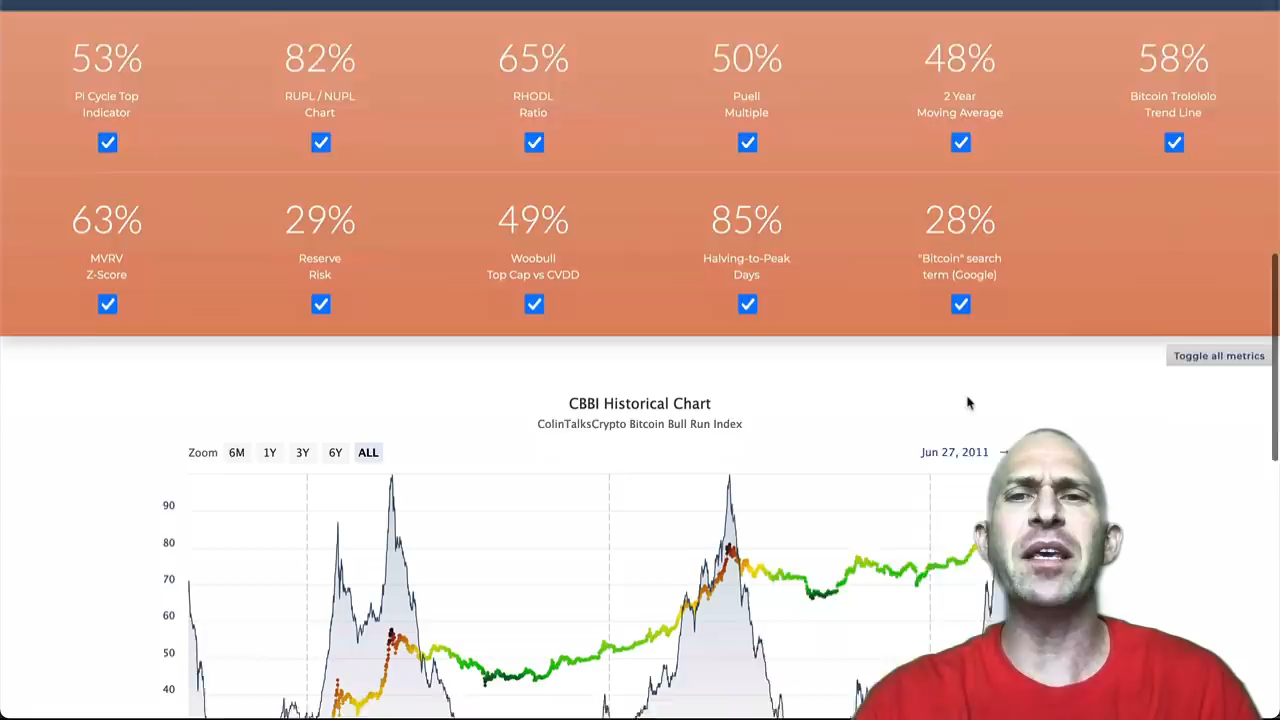 53% 82% 65% 50% 48% 58%
PI Cycle Top RUPL / NUPL RHODL Puell 2 Year Bitcoin Trolololo
Indicator Chart Ratio Multiple Moving Average Trend Line
63% 29% 49% 85% 28%
MVRV Reserve Woobull Halving-to-Peak "Bitcoin" search
Z-Score Risk Top Cap vs CVDD Days term (Google)
Toggle all metrics
CBBI Historical Chart
ColinTalksCrypto Bitcoin Bull Run Index
Zoom 6M 1Y 3Y 6Y ALL Jun 27, 2011 →
90
80
70
60
50
40